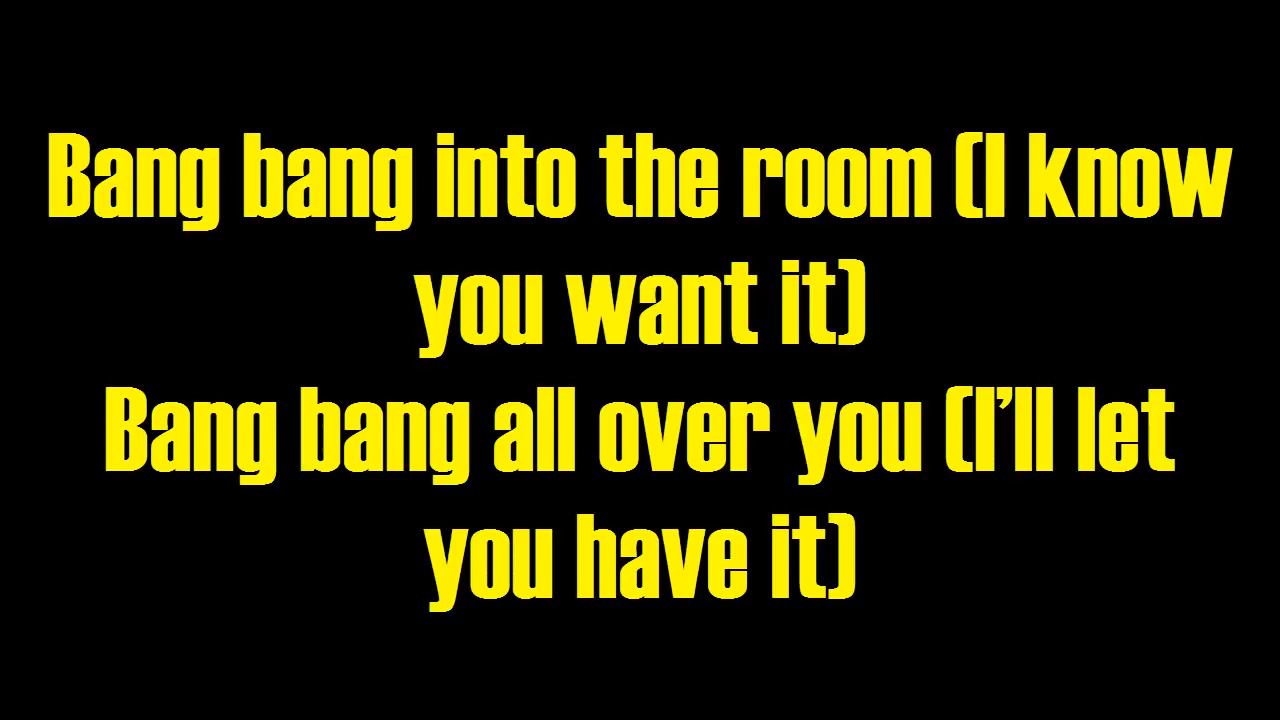 Bang bang into the room (I know
you want it)
Bang bang all over you (I'll let
you have it)